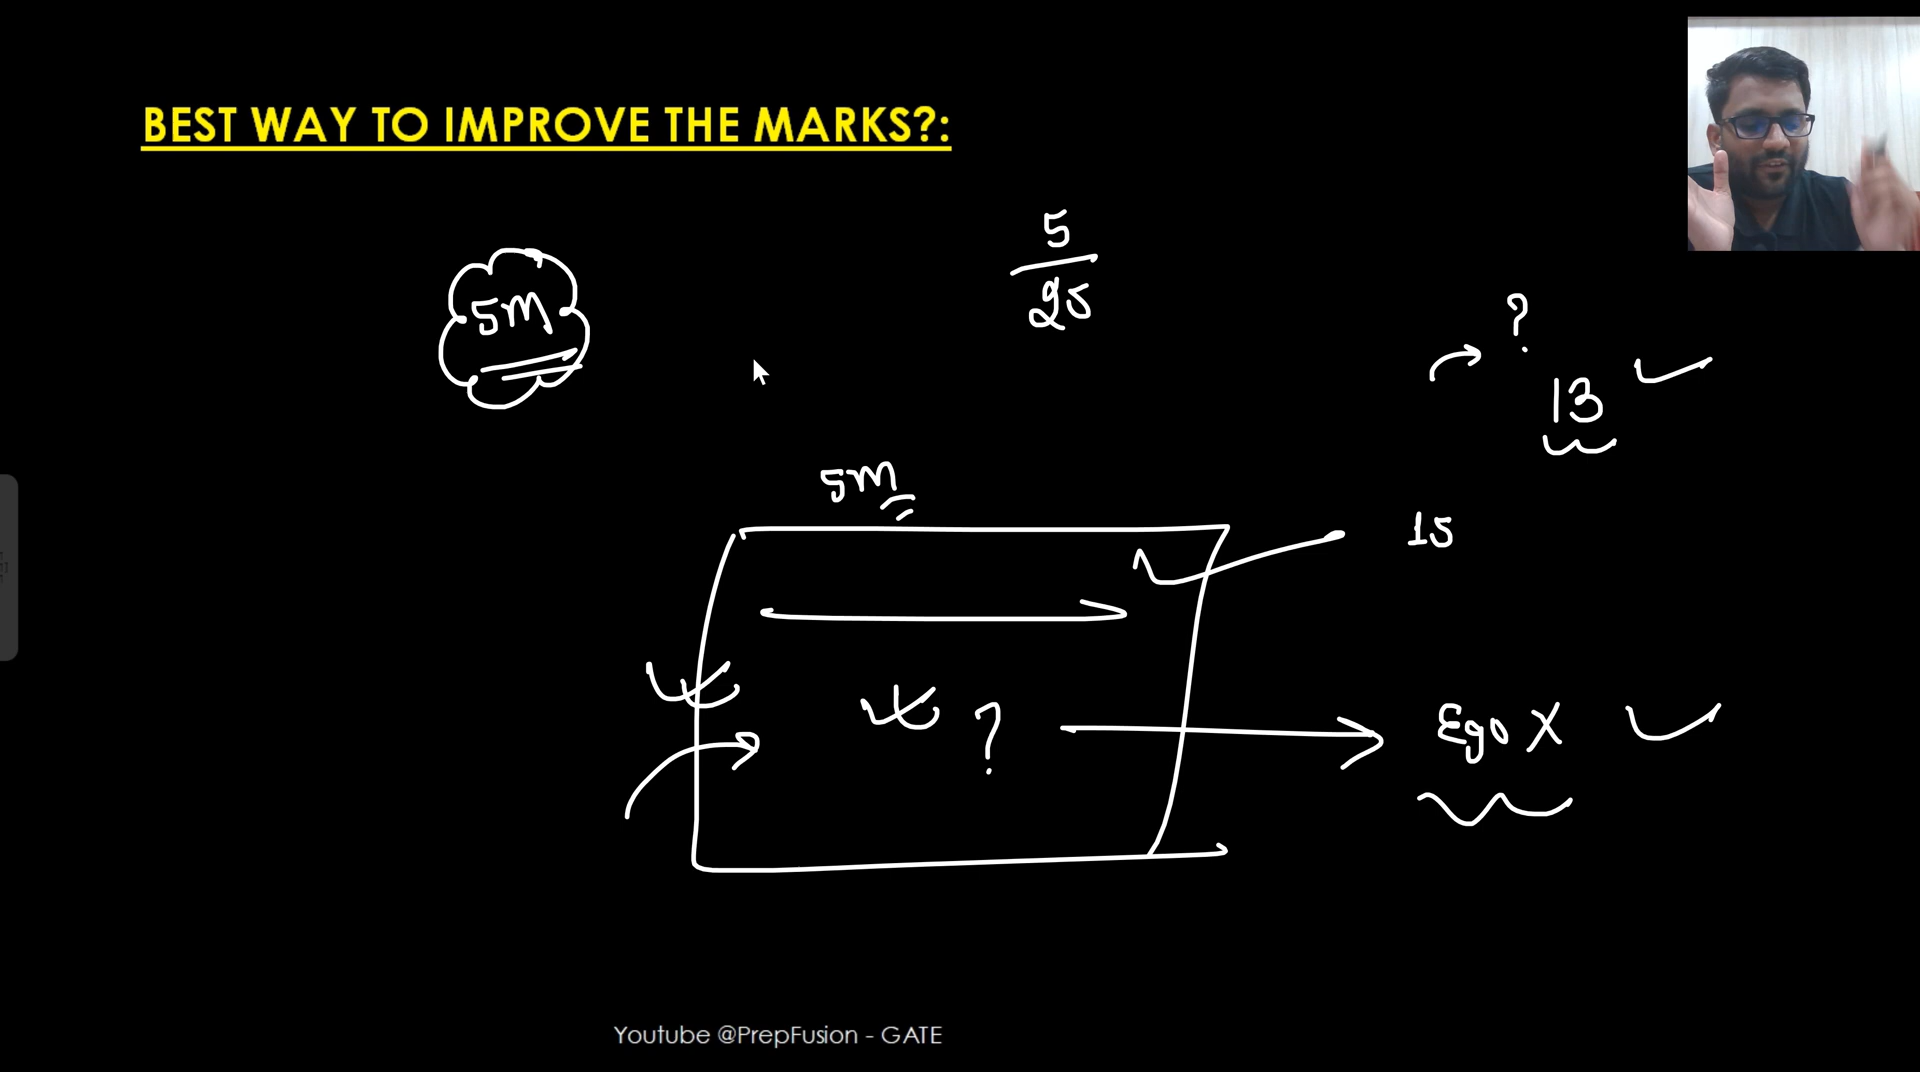 BEST WAY TO IMPROVE THE MARKS?:
5
25
5m
?
13
5m
15
?
Ego X
Youtube @PrepFusion - GATE